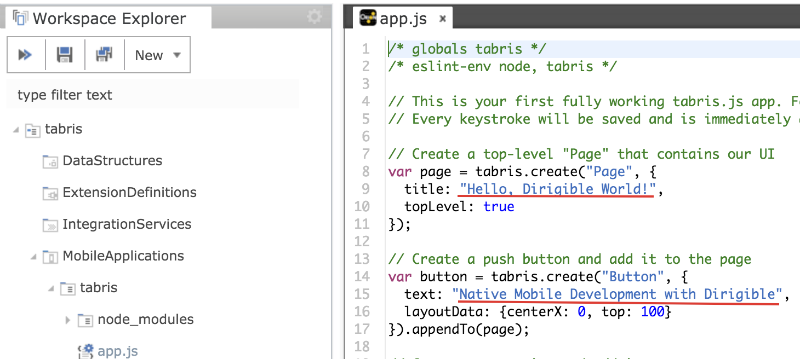 Workspace Explorer
New
type filter text
tabris
DataStructures
ExtensionDefinitions
IntegrationServices
MobileApplications
tabris
node_modules
app.js
app.js
1 /* globals tabris */
2 /* eslint-env node, tabris */
3
4 // This is your first fully working tabris.js app. F
5 // Every keystroke will be saved and is immediately
6
7 // Create a top-level "Page" that contains our UI
8 var page = tabris.create("Page", {
9 title: "Hello, Dirigible World!",
10 topLevel: true
11 });
12
13 // Create a push button and add it to the page
14 var button = tabris.create("Button", {
15 text: "Native Mobile Development with Dirigible",
16 layoutData: {centerX: 0, top: 100}
17 }).appendTo(page);